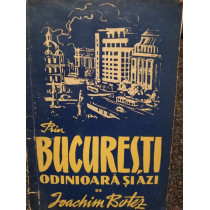 Prin
BUCUREȘTI
ODINIOARĂ ȘI AZI
DE
Joachim Botez